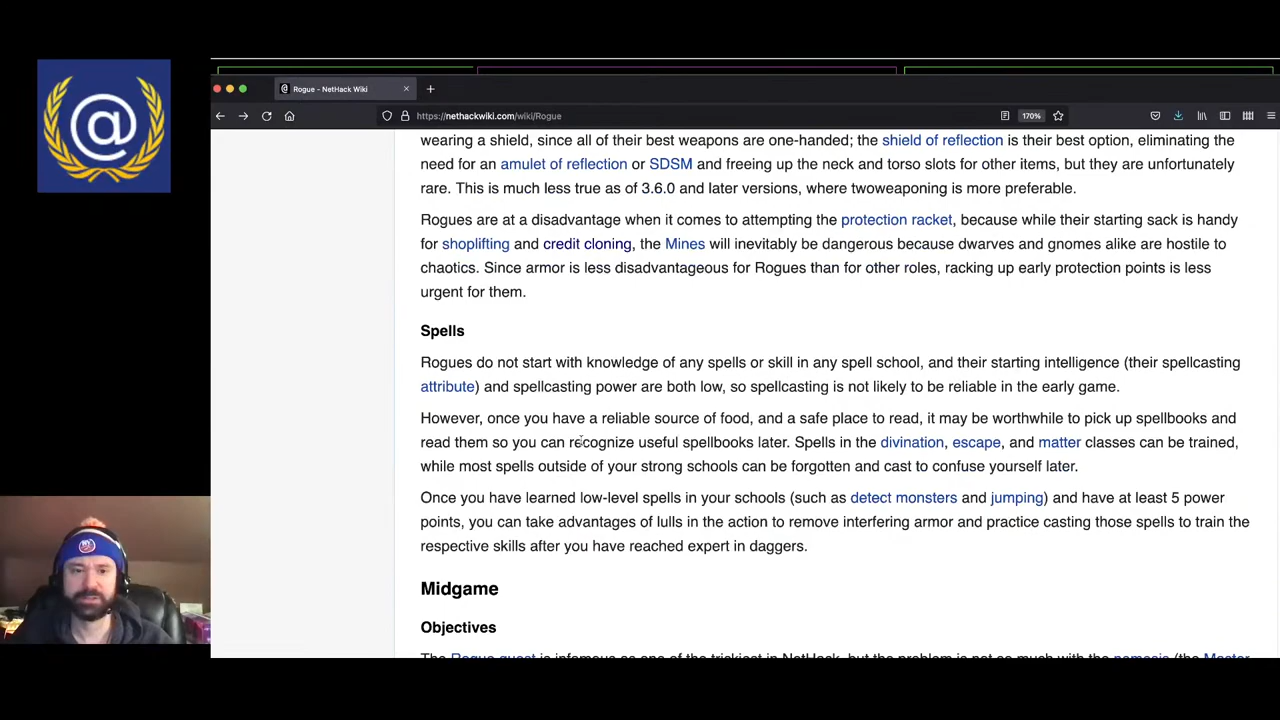 @
Rogue - NetHack Wiki
https://nethackwiki.com/wiki/Rogue
170%
wearing a shield, since all of their best weapons are one-handed; the shield of reflection is their best option, eliminating the
need for an amulet of reflection or SDSM and freeing up the neck and torso slots for other items, but they are unfortunately
rare. This is much less true as of 3.6.0 and later versions, where twoweaponing is more preferable.
Rogues are at a disadvantage when it comes to attempting the protection racket, because while their starting sack is handy
for shoplifting and credit cloning, the Mines will inevitably be dangerous because dwarves and gnomes alike are hostile to
chaotics. Since armor is less disadvantageous for Rogues than for other roles, racking up early protection points is less
urgent for them.
Spells
Rogues do not start with knowledge of any spells or skill in any spell school, and their starting intelligence (their spellcasting
attribute) and spellcasting power are both low, so spellcasting is not likely to be reliable in the early game.
However, once you have a reliable source of food, and a safe place to read, it may be worthwhile to pick up spellbooks and
read them so you can recognize useful spellbooks later. Spells in the divination, escape, and matter classes can be trained,
while most spells outside of your strong schools can be forgotten and cast to confuse yourself later.
Once you have learned low-level spells in your schools (such as detect monsters and jumping) and have at least 5 power
points, you can take advantages of lulls in the action to remove interfering armor and practice casting those spells to train the
respective skills after you have reached expert in daggers.
Midgame
Objectives
The Rogue quest is infamous as one of the trickiest in NetHack, but the problem is not so much with the nemesis (the Master